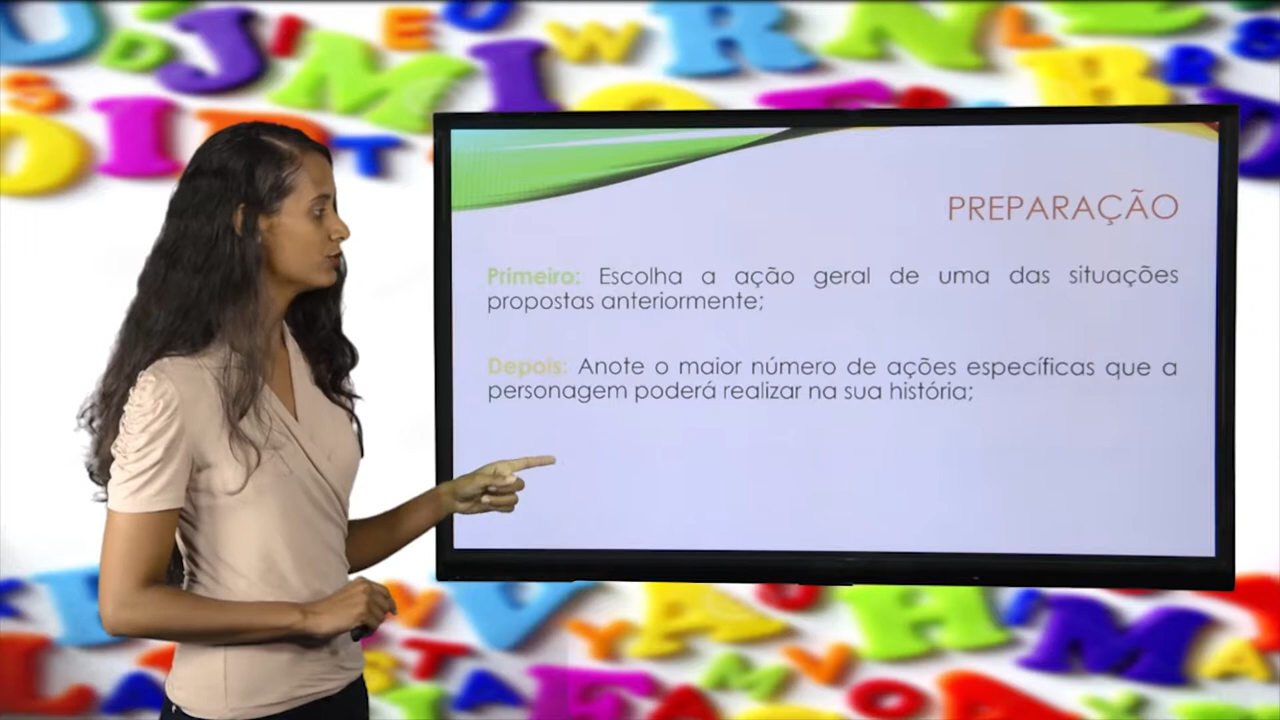 PREPARAÇÃO
Primeiro: Escolha a ação geral de uma das situações
propostas anteriormente;
Depois: Anote o maior número de ações específicas que a
personagem poderá realizar na sua história;